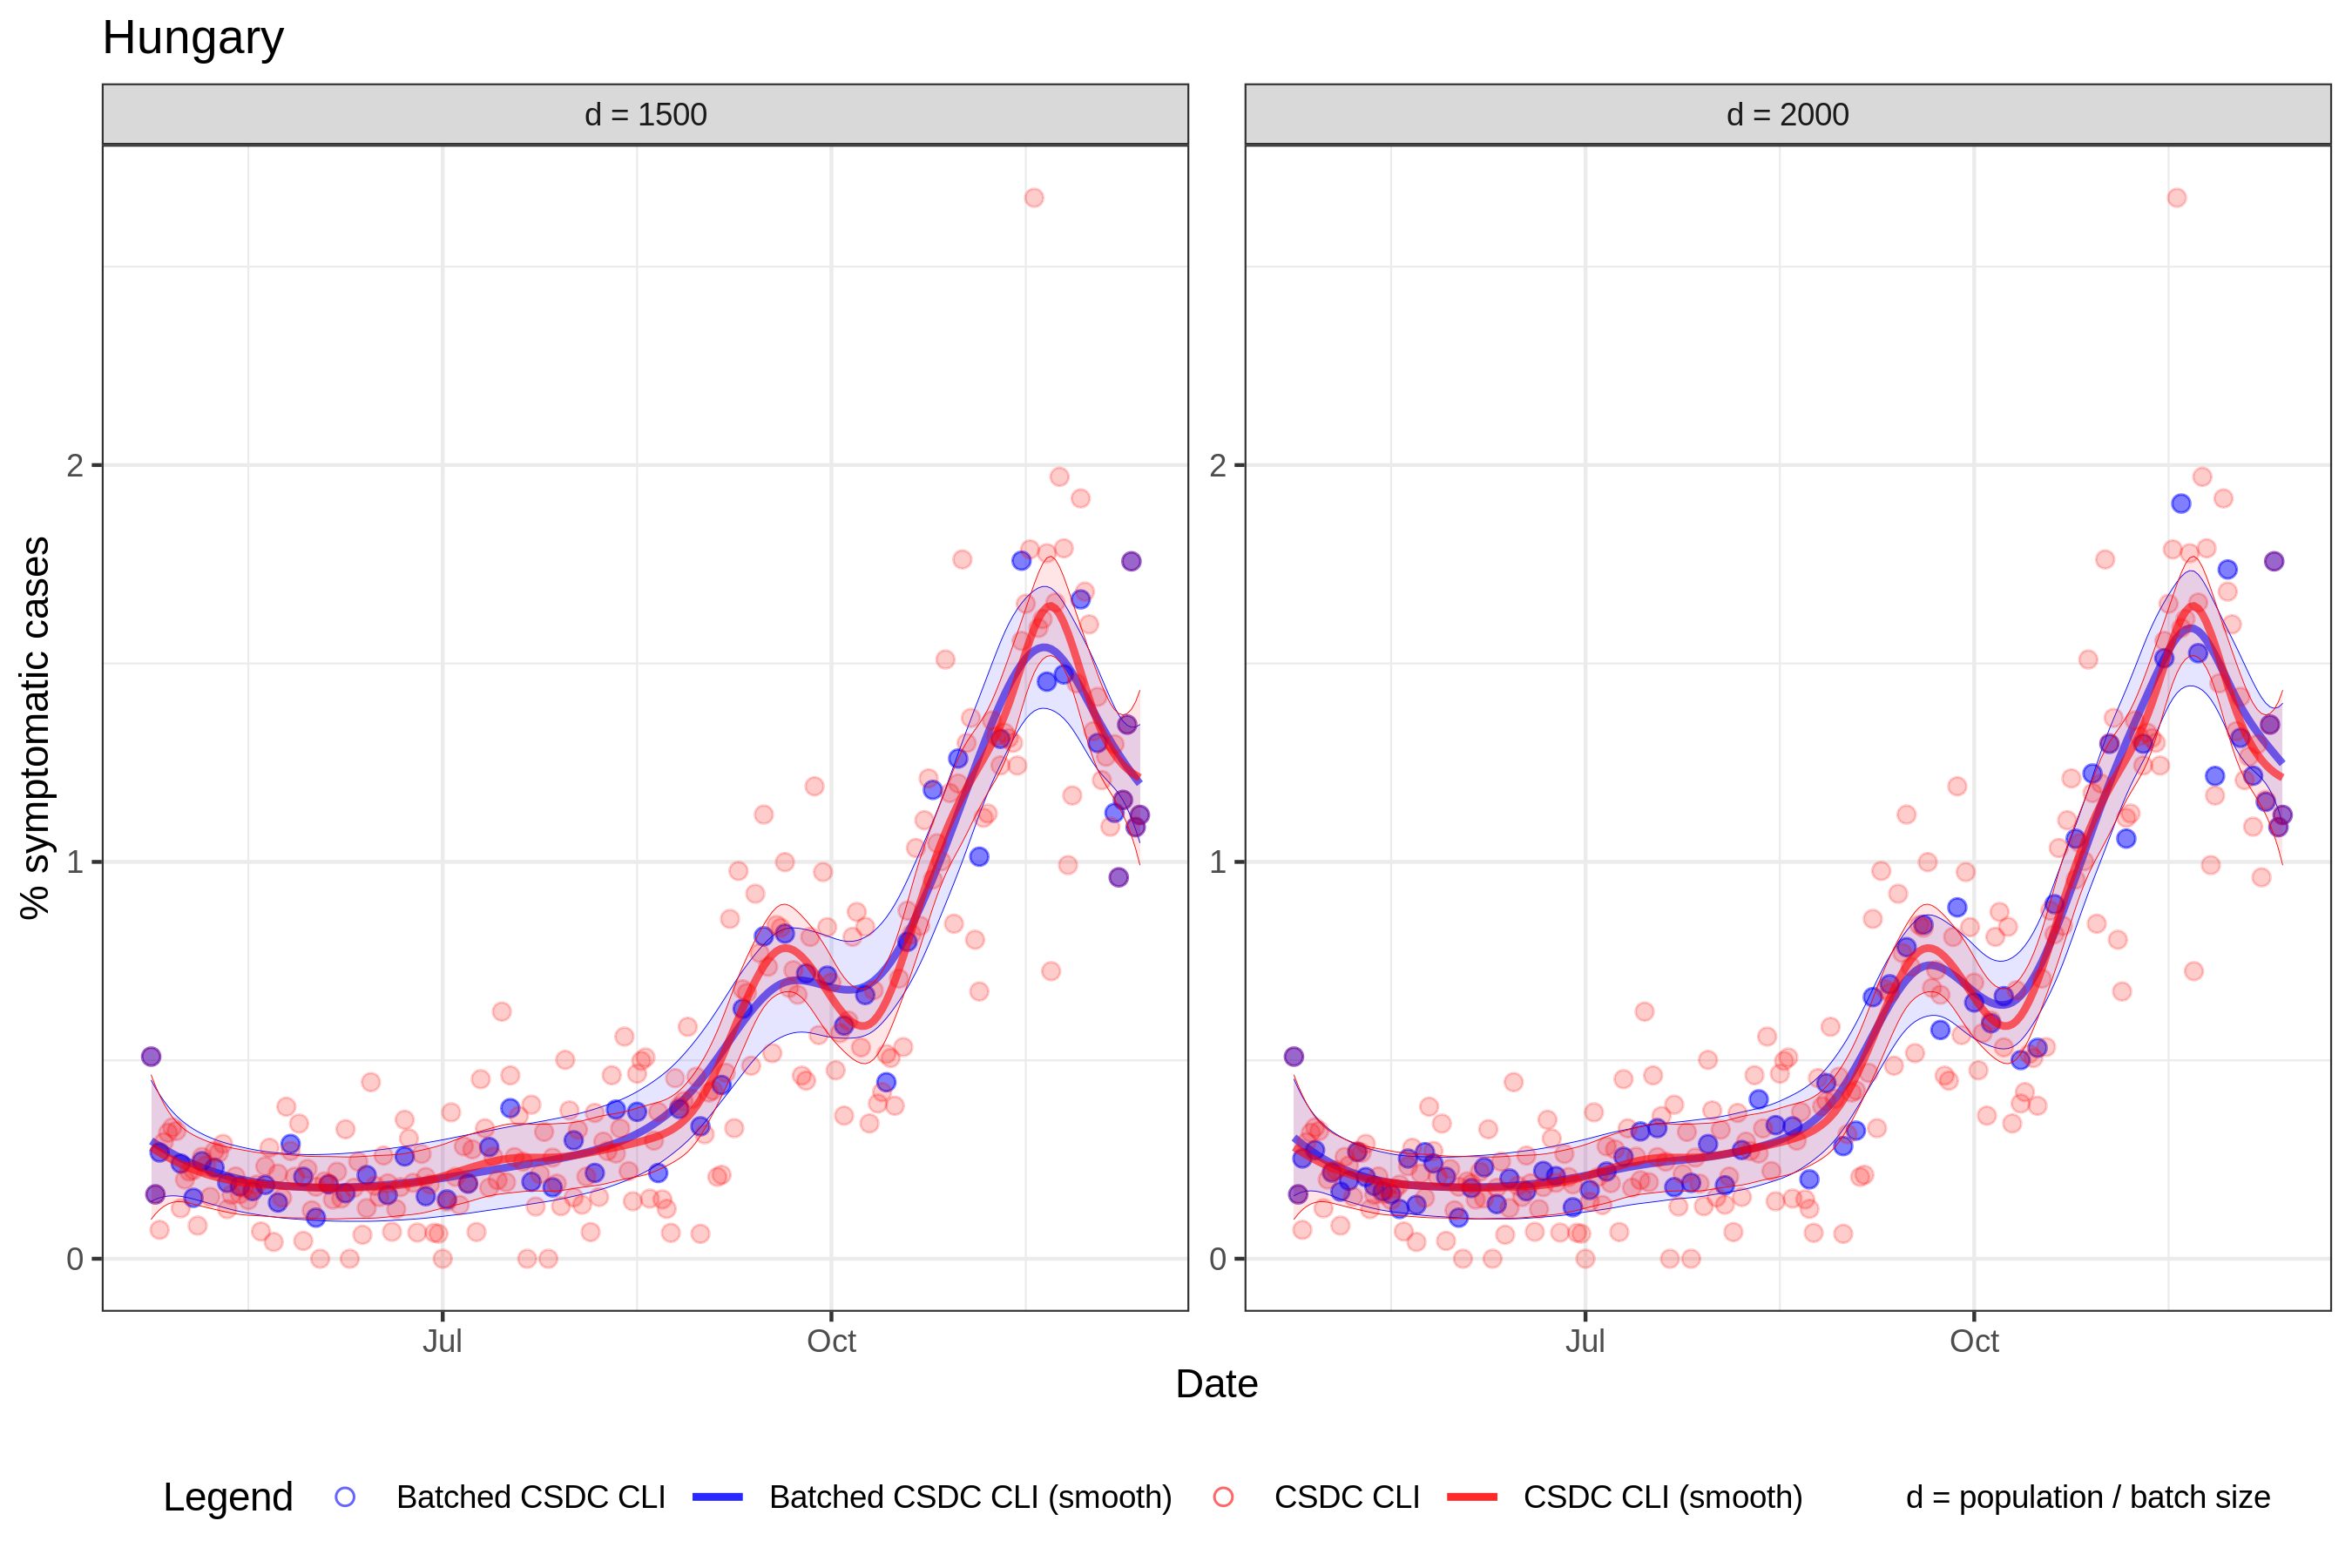 Hungary
d = 1500
d = 2000
% symptomatic cases
2
1
0
2
1
0
Jul
Oct
Jul
Oct
Date
Legend
Batched CSDC CLI
Batched CSDC CLI (smooth)
CSDC CLI
CSDC CLI (smooth)
d = population / batch size